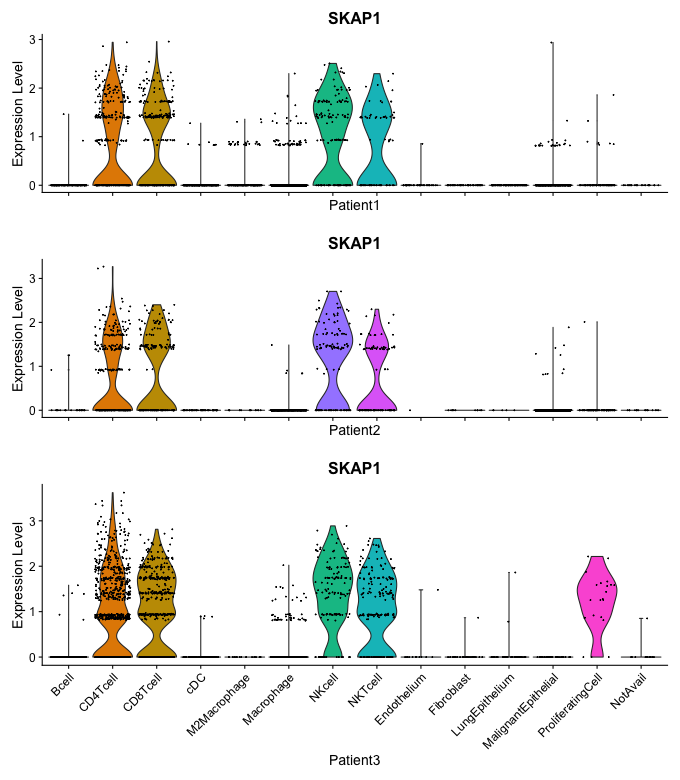 SKAP1
Expression Level
3
2
1
0
Patient1
SKAP1
Expression Level
3
2
1
0
Patient2
SKAP1
Expression Level
3
2
1
0
Bcell
CD4Tcell
CD8Tcell
cDC
M2Macrophage
Macrophage
NKcell
NKTcell
Endothelium
Fibroblast
LungEpithelium
MalignantEpithelial
ProliferatingCell
NotAvail
Patient3